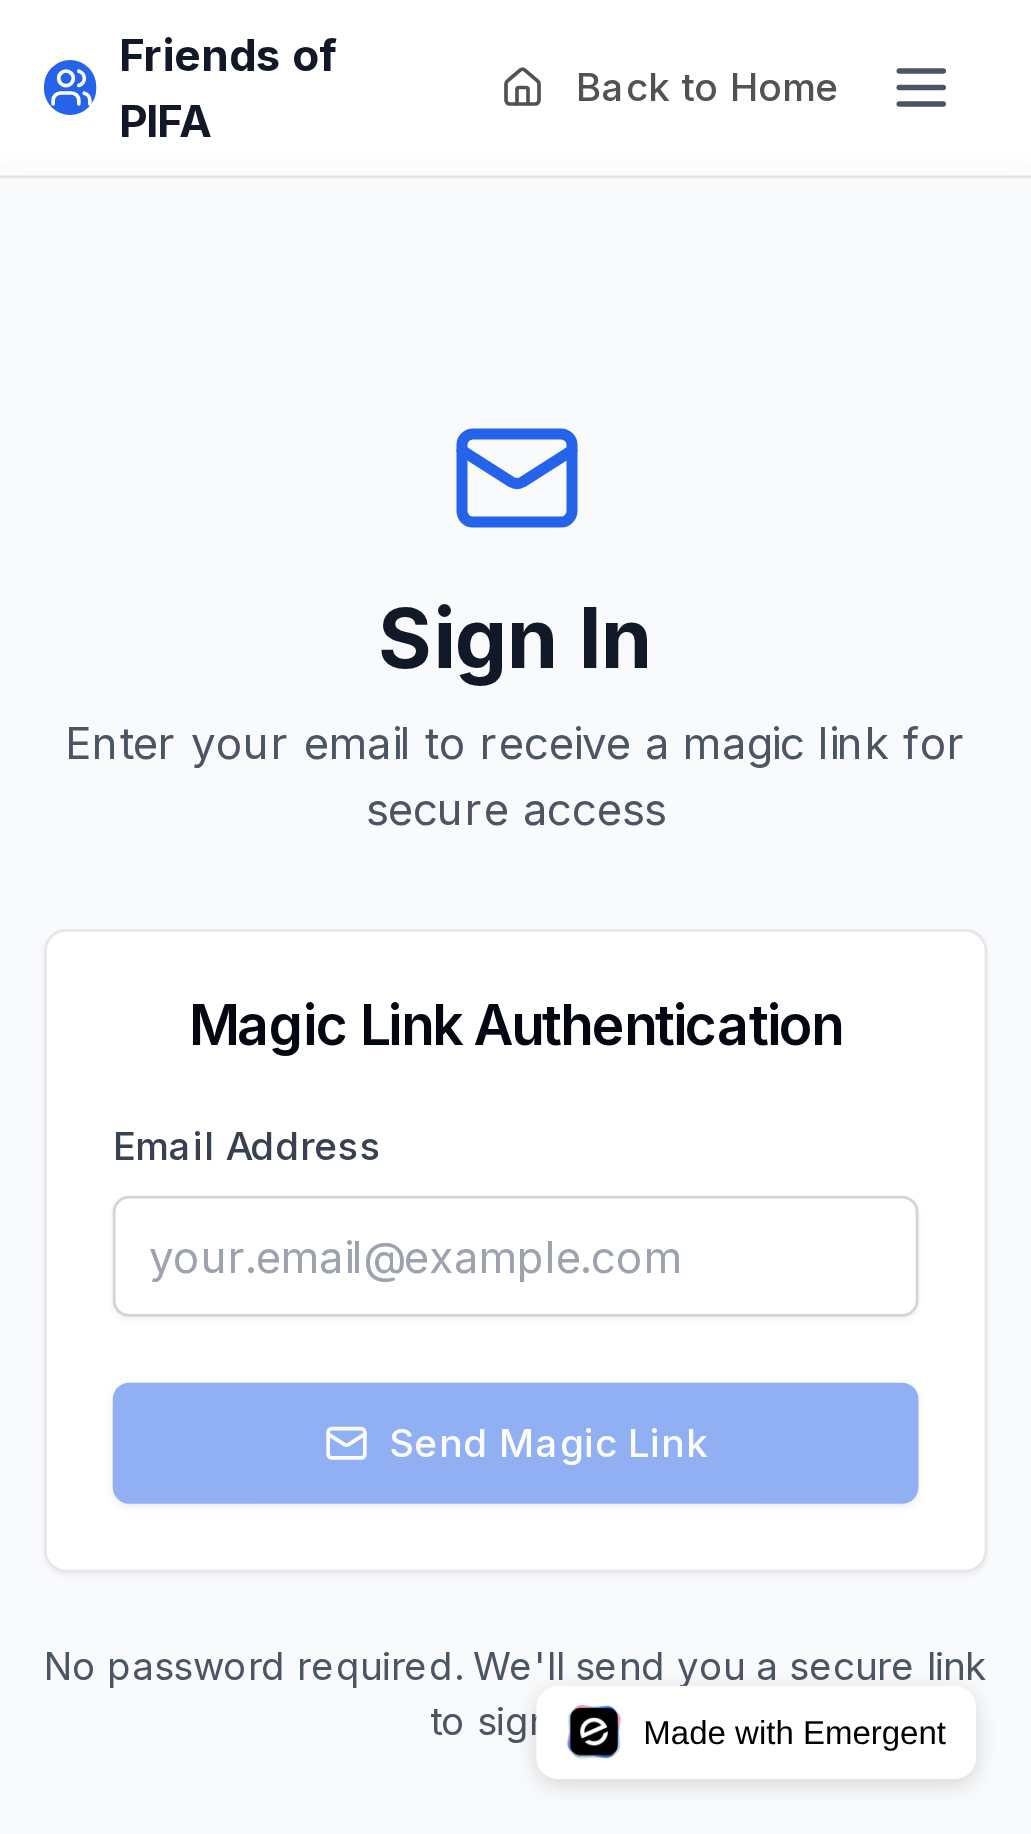 Friends of
PIFA
Back to Home
Sign In
Enter your email to receive a magic link for
secure access
Magic Link Authentication
Email Address
your.email@example.com
Send Magic Link
No password required. We'll send you a secure link
to
Made with Emergent